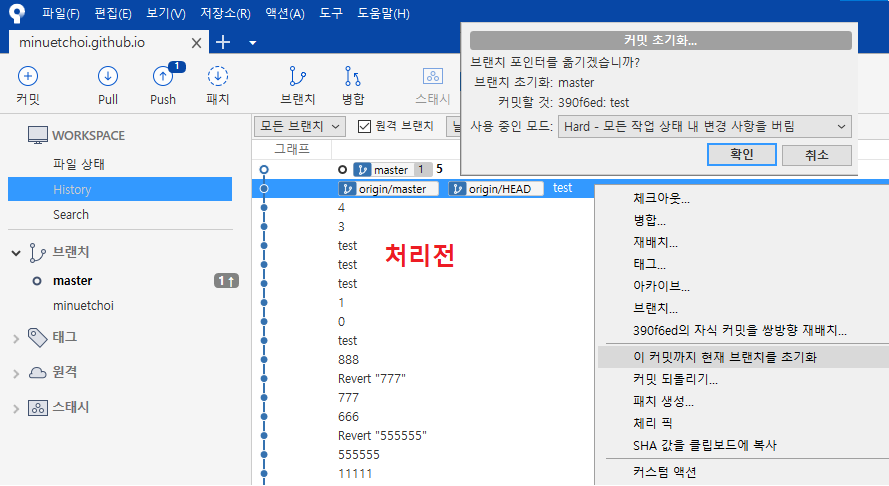 파일(F) 편집(E) 보기(V) 저장소(R) 액션(A) 도구 도움말(H)
minuetchoi.github.io
커밋 Pull 1 Push 패치 브랜치 병합 스태시
커밋 초기화...
브랜치 포인터를 옮기겠습니까?
브랜치 초기화: master
커밋할 것: 390f6ed: test
사용 중인 모드: Hard - 모든 작업 상태 내 변경 사항을 버림
확인 취소
WORKSPACE
파일 상태
History
Search
브랜치
master 1↑
minuetchoi
태그
원격
스태시
모든 브랜치 원격 브랜치 날
그래프
master 1 5
origin/master origin/HEAD test
4
3
test
test
test
1
0
test
888
Revert "777"
777
666
Revert "555555"
555555
11111
처리전
체크아웃...
병합...
재배치...
태그...
아카이브...
브랜치...
390f6ed의 자식 커밋을 쌍방향 재배치...
이 커밋까지 현재 브랜치를 초기화
커밋 되돌리기...
패치 생성...
체리 픽
SHA 값을 클립보드에 복사
커스텀 액션